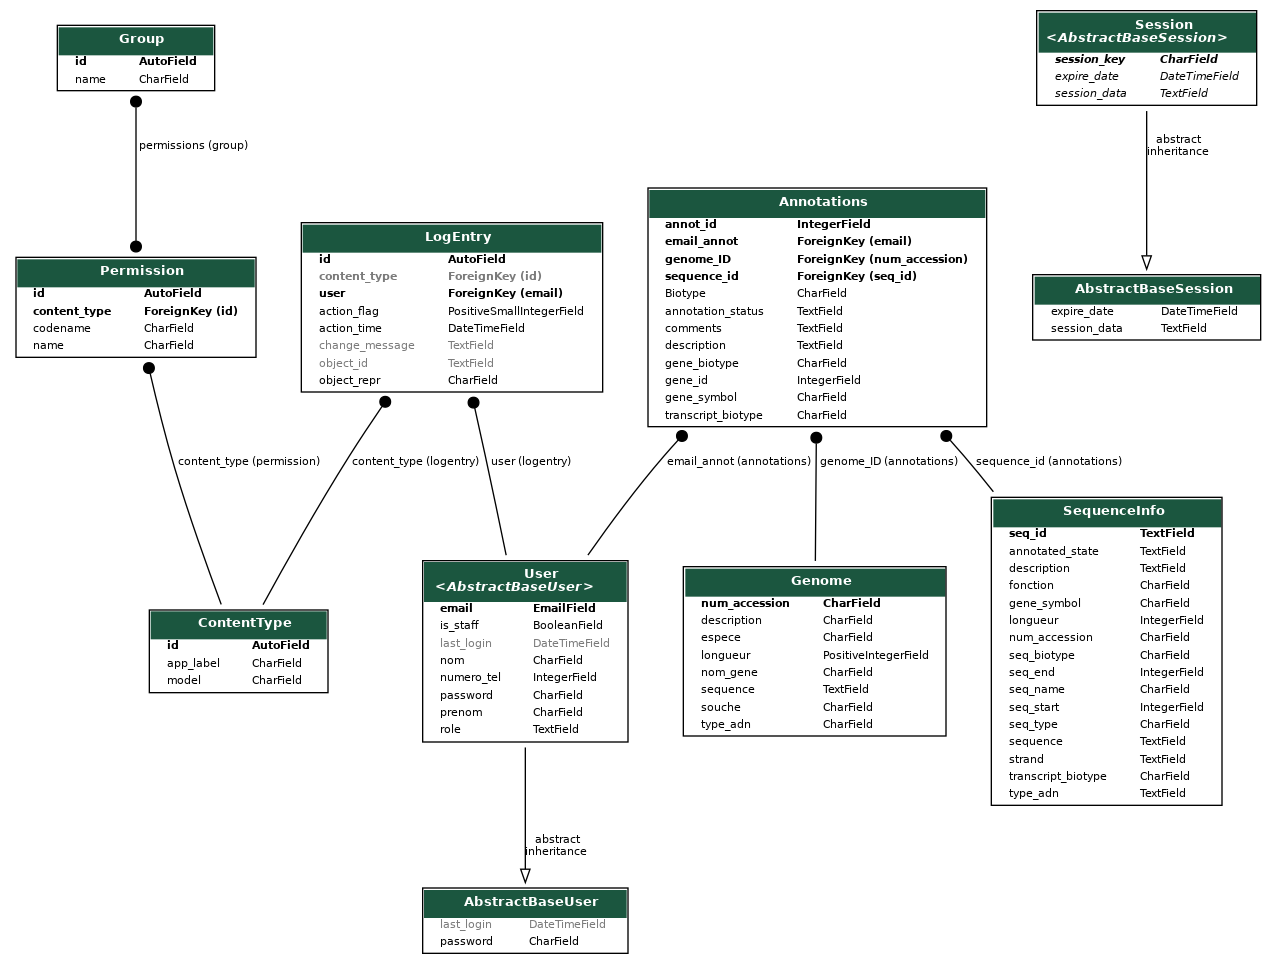 Group
id AutoField
name CharField
permissions (group)
Permission
id AutoField
content_type ForeignKey (id)
codename CharField
name CharField
content_type (permission)
LogEntry
id AutoField
content_type ForeignKey (id)
user ForeignKey (email)
action_flag PositiveSmallIntegerField
action_time DateTimeField
change_message TextField
object_id TextField
object_repr CharField
content_type (logentry)
user (logentry)
Annotations
annot_id IntegerField
email_annot ForeignKey (email)
genome_ID ForeignKey (num_accession)
sequence_id ForeignKey (seq_id)
Biotype CharField
annotation_status TextField
comments TextField
description TextField
gene_biotype CharField
gene_id IntegerField
gene_symbol CharField
transcript_biotype CharField
email_annot (annotations)
genome_ID (annotations)
sequence_id (annotations)
Session
<AbstractBaseSession>
session_key CharField
expire_date DateTimeField
session_data TextField
abstract
inheritance
AbstractBaseSession
expire_date DateTimeField
session_data TextField
ContentType
id AutoField
app_label CharField
model CharField
User
<AbstractBaseUser>
email EmailField
is_staff BooleanField
last_login DateTimeField
nom CharField
numero_tel IntegerField
password CharField
prenom CharField
role TextField
Genome
num_accession CharField
description CharField
espece CharField
longueur PositiveIntegerField
nom_gene CharField
sequence TextField
souche CharField
type_adn CharField
SequenceInfo
seq_id TextField
annotated_state TextField
description TextField
fonction CharField
gene_symbol CharField
longueur IntegerField
num_accession CharField
seq_biotype CharField
seq_end IntegerField
seq_name CharField
seq_start IntegerField
seq_type CharField
sequence TextField
strand TextField
transcript_biotype CharField
type_adn TextField
abstract
inheritance
AbstractBaseUser
last_login DateTimeField
password CharField